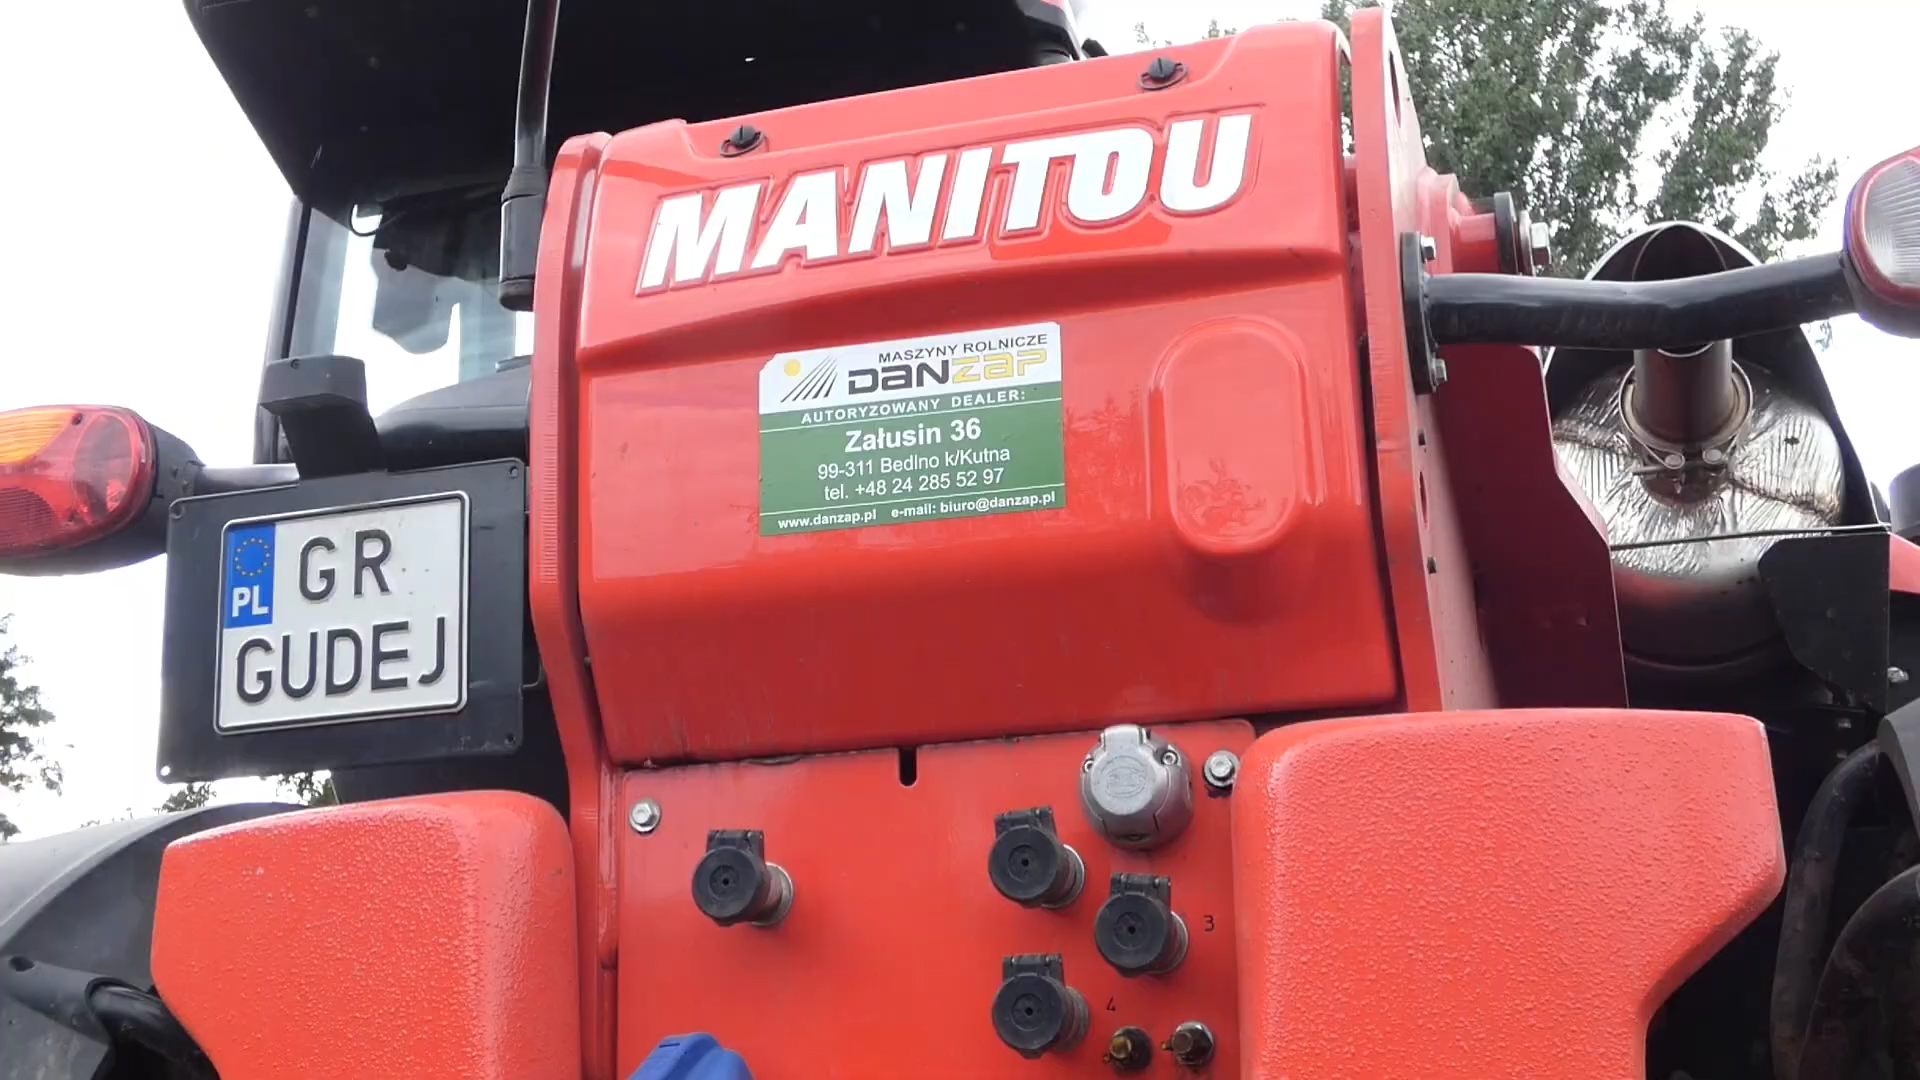 MANITOU
MASZYNY ROLNICZE
DANZAP
AUTORYZOWANY DEALER:
Załusin 36
99-311 Bedlno k/Kutna
tel. +48 24 285 52 97
www.danzap.pl e-mail: biuro@danzap.pl
PL
GR
GUDEJ
3
4